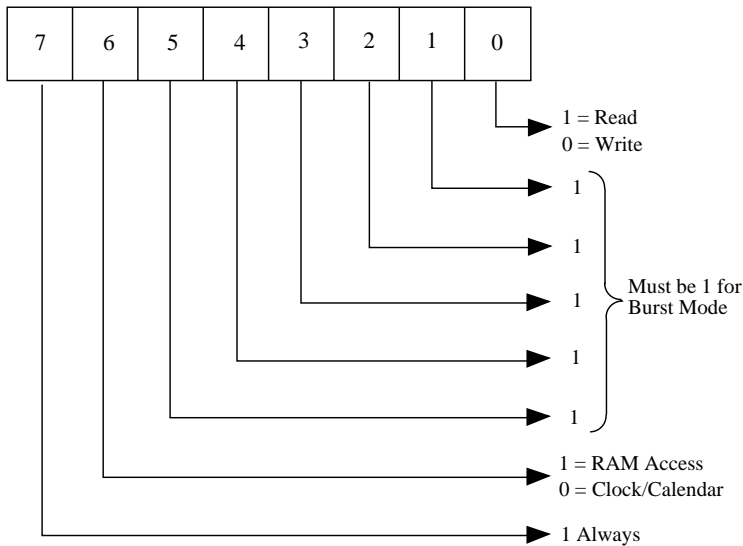 7 6 5 4 3 2 1 0
1 = Read
0 = Write
1
1
1
1
1
Must be 1 for
Burst Mode
1 = RAM Access
0 = Clock/Calendar
1 Always